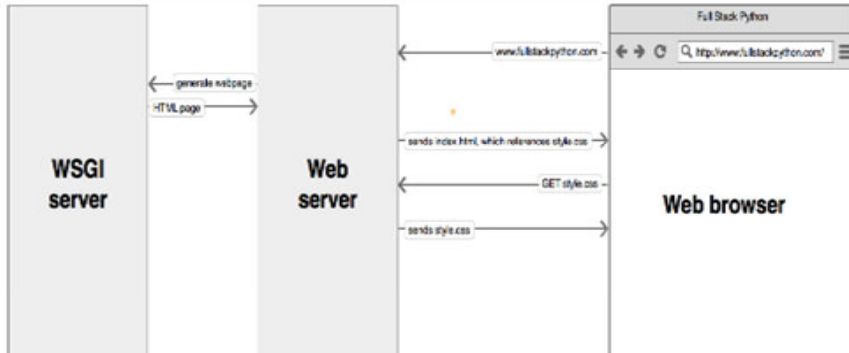 Full Stack Python
www.fullstackpython.com
http://www.fullstackpython.com/
generate webpage
HTML page
sends index.html, which references style.css
WSGI
server
Web
server
GET style.css
Web browser
sends style.css